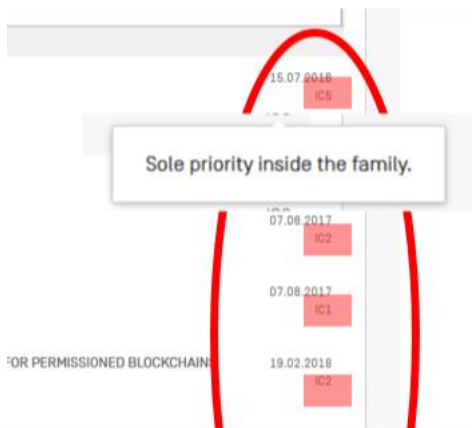 15.07.2018
IC5
Sole priority inside the family.
07.08.2017
IC2
07.08.2017
IC1
FOR PERMISSIONED BLOCKCHAINS
19.02.2018
IC2